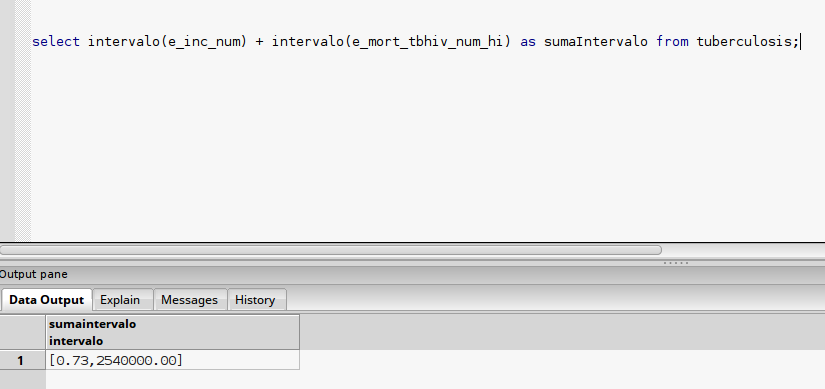 select intervalo(e_inc_num) + intervalo(e_mort_tbhiv_num_hi) as sumaIntervalo from tuberculosis;
Output pane
Data Output Explain Messages History
sumaintervalo
intervalo
1 [0.73,2540000.00]